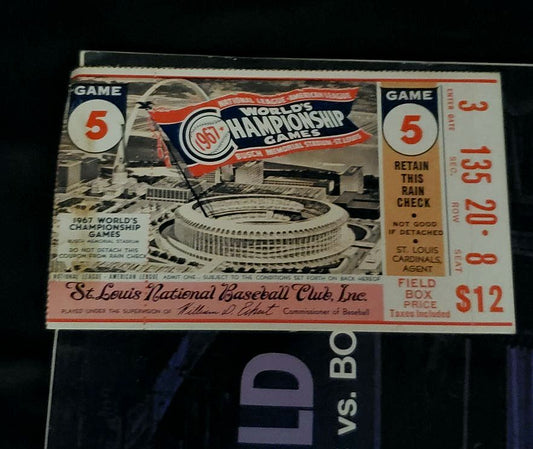 GAME
5
NATIONAL LEAGUE - AMERICAN LEAGUE
1967
WORLD'S
CHAMPIONSHIP
GAMES
BUSCH MEMORIAL STADIUM - ST. LOUIS
1967 WORLD'S
CHAMPIONSHIP
GAMES
BUSCH MEMORIAL STADIUM
DO NOT DETACH THIS
COUPON FROM RAIN CHECK
GAME
5
RETAIN
THIS
RAIN
CHECK
• NOT GOOD
IF DETACHED •
ST. LOUIS
CARDINALS,
AGENT
NATIONAL LEAGUE - AMERICAN LEAGUE ADMIT ONE - SUBJECT TO THE CONDITIONS SET FORTH ON BACK HEREOF
St. Louis National Baseball Club, Inc.
PLAYED UNDER THE SUPERVISION OF William D. Eckert Commissioner of Baseball
FIELD
BOX
PRICE
Taxes Included
$12
ENTER GATE 3
SEC. 135
ROW 20
SEAT 8
LD
vs. BO